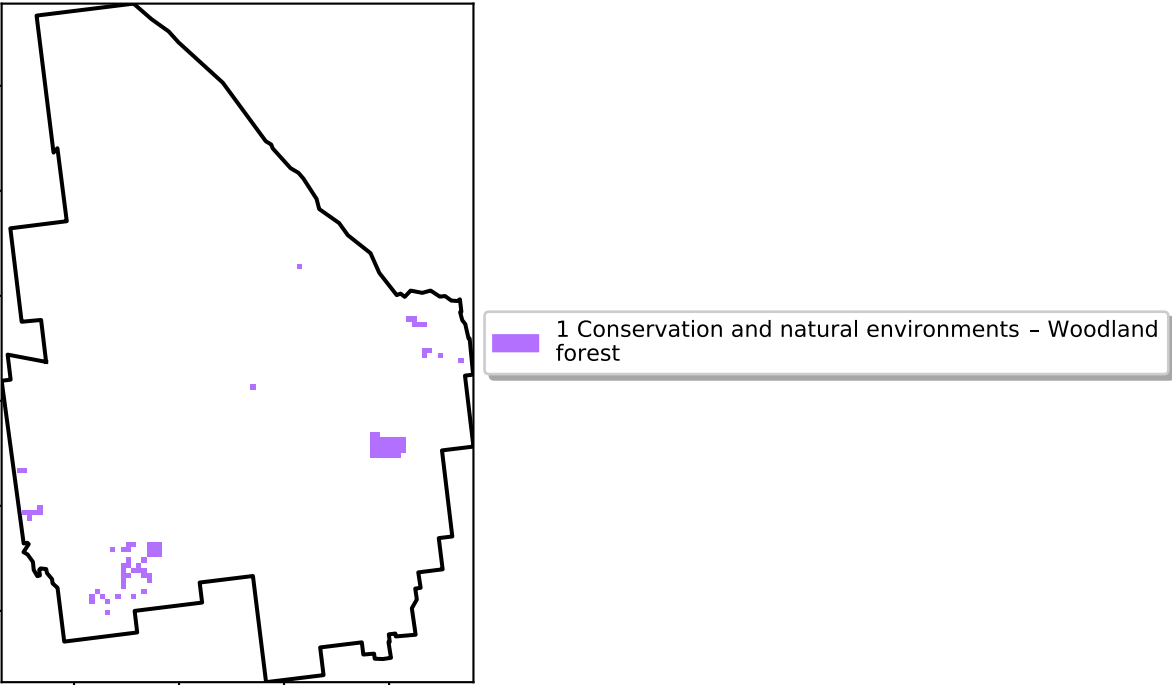 1 Conservation and natural environments – Woodland
forest